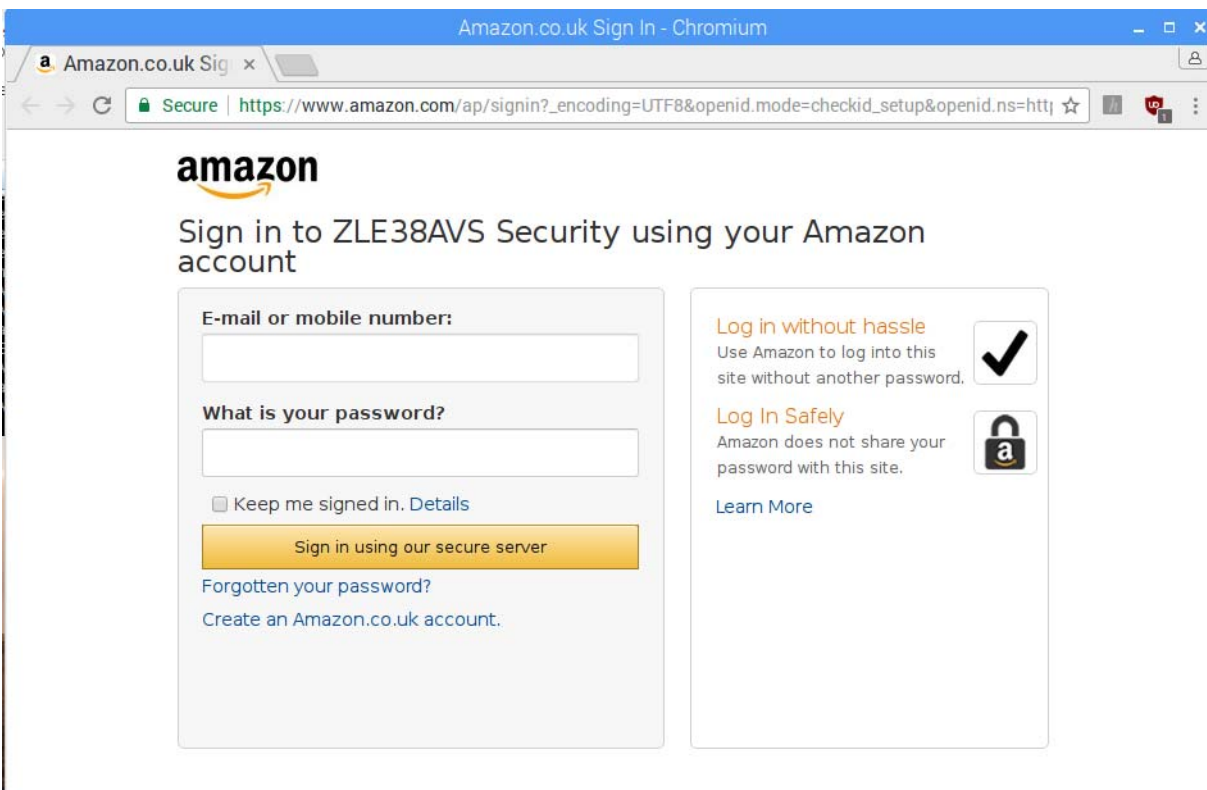 Amazon.co.uk Sign In - Chromium
a Amazon.co.uk Sig
Secure | https://www.amazon.com/ap/signin?_encoding=UTF8&openid.mode=checkid_setup&openid.ns=http
1
amazon
Sign in to ZLE38AVS Security using your Amazon
account
E-mail or mobile number:
What is your password?
Keep me signed in. Details
Sign in using our secure server
Forgotten your password?
Create an Amazon.co.uk account.
Log in without hassle
Use Amazon to log into this
site without another password.
Log In Safely
Amazon does not share your
password with this site.
a
Learn More